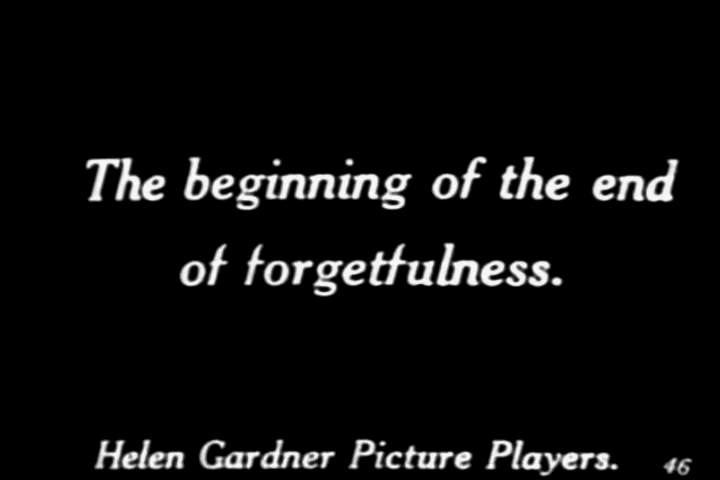 The beginning of the end
of forgetfulness.
Helen Gardner Picture Players. 46